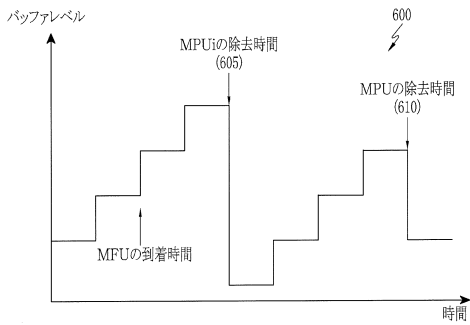 バッファレベル
600
MPUiの除去時間
(605)
MPUの除去時間
(610)
MFUの到着時間
時間